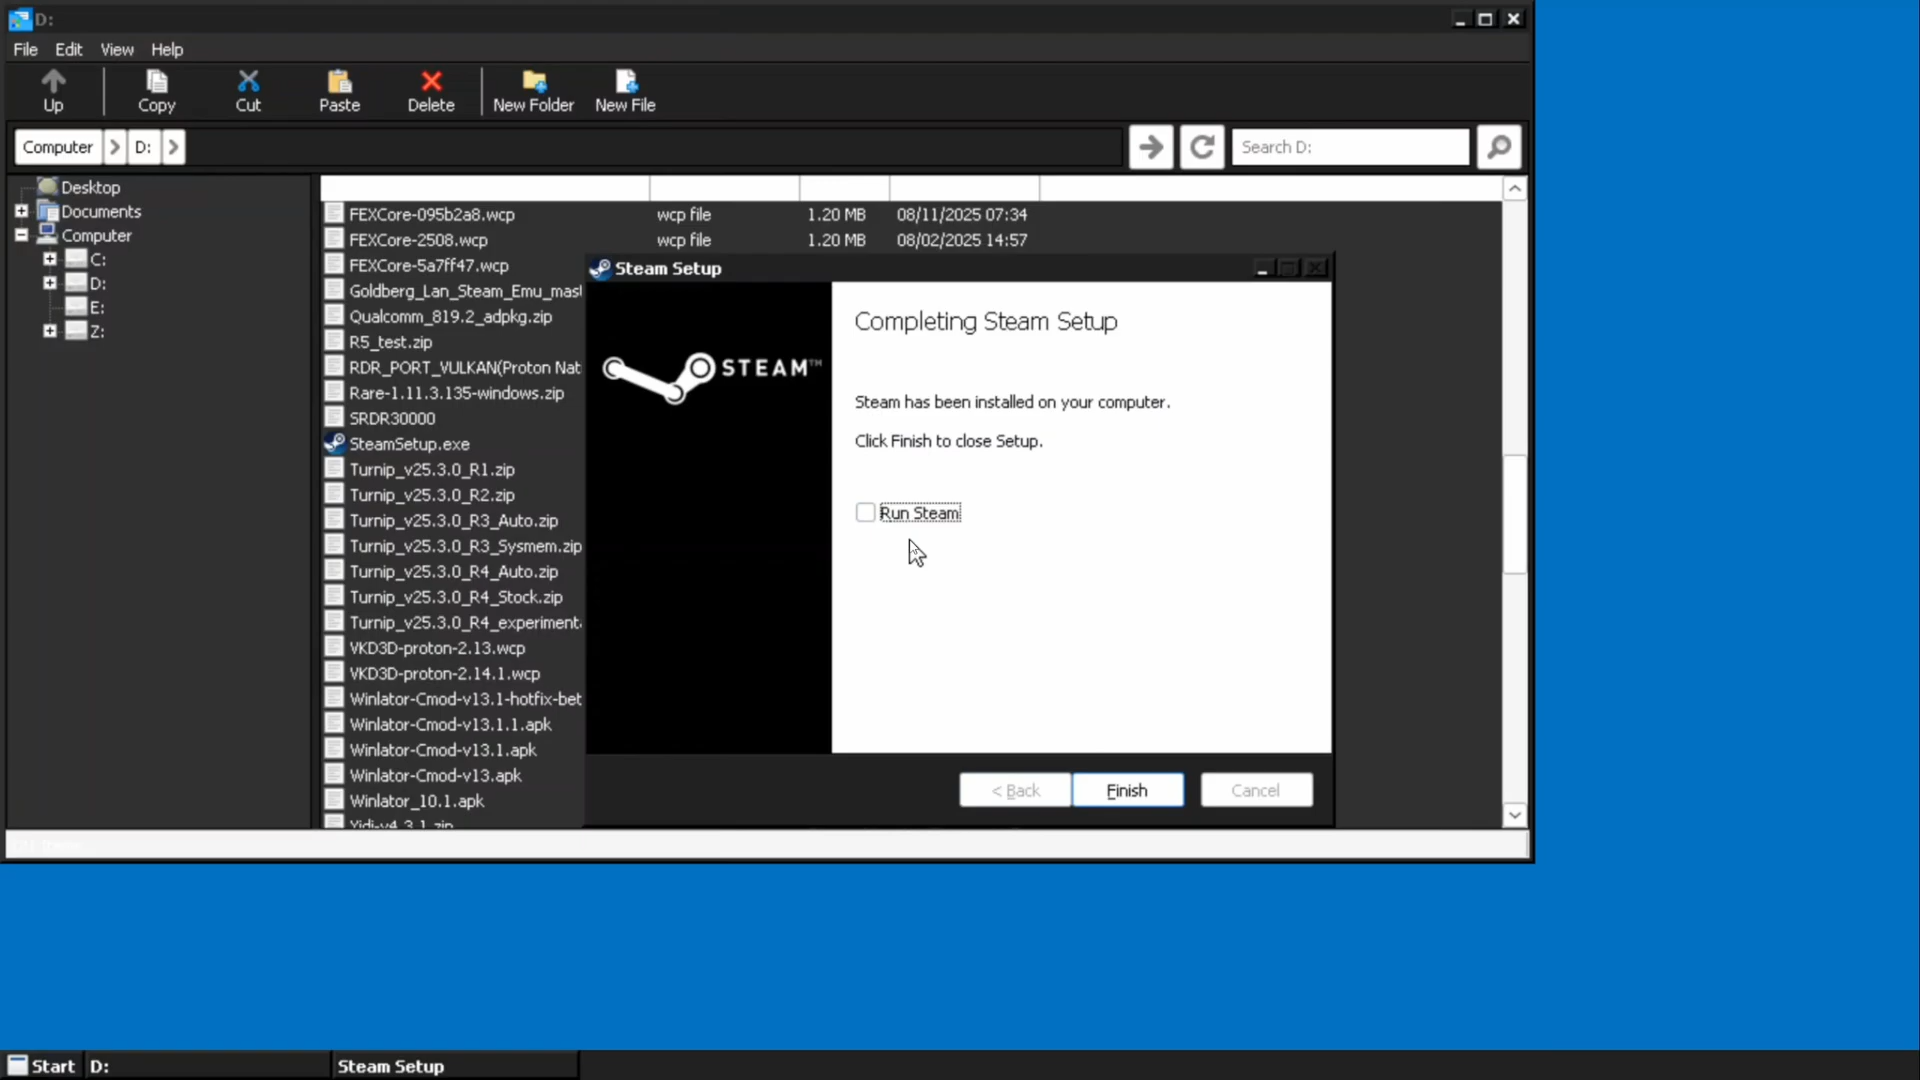 D:
File Edit View Help
Up Copy Cut Paste Delete New Folder New File
Computer D: Search D:
Desktop
Documents
Computer
C:
D:
E:
Z:
FEXCore-095b2a8.wcp wcp file 1.20 MB 08/11/2025 07:34
FEXCore-2508.wcp wcp file 1.20 MB 08/02/2025 14:57
FEXCore-5a7ff47.wcp
Goldberg_Lan_Steam_Emu_mast
Qualcomm_819.2_adpkg.zip
R5_test.zip
RDR_PORT_VULKAN(Proton Nat
Rare-1.11.3.135-windows.zip
SRDR30000
SteamSetup.exe
Turnip_v25.3.0_R1.zip
Turnip_v25.3.0_R2.zip
Turnip_v25.3.0_R3_Auto.zip
Turnip_v25.3.0_R3_Sysmem.zip
Turnip_v25.3.0_R4_Auto.zip
Turnip_v25.3.0_R4_Stock.zip
Turnip_v25.3.0_R4_experiment
VKD3D-proton-2.13.wcp
VKD3D-proton-2.14.1.wcp
Winlator-Cmod-v13.1-hotfix-bet
Winlator-Cmod-v13.1.1.apk
Winlator-Cmod-v13.1.apk
Winlator-Cmod-v13.apk
Winlator_10.1.apk
Steam Setup
STEAM™
Completing Steam Setup
Steam has been installed on your computer.
Click Finish to close Setup.
Run Steam
< Back Finish Cancel
Start D: Steam Setup